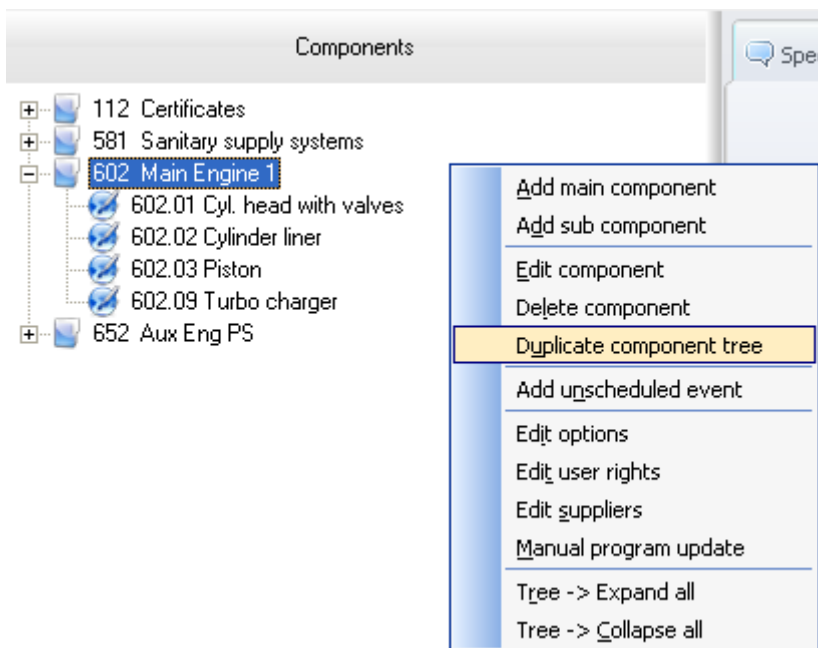 Components
Spe
112 Certificates
581 Sanitary supply systems
602 Main Engine 1
602.01 Cyl. head with valves
602.02 Cylinder liner
602.03 Piston
602.09 Turbo charger
652 Aux Eng PS
Add main component
Add sub component
Edit component
Delete component
Duplicate component tree
Add unscheduled event
Edit options
Edit user rights
Edit suppliers
Manual program update
Tree -> Expand all
Tree -> Collapse all